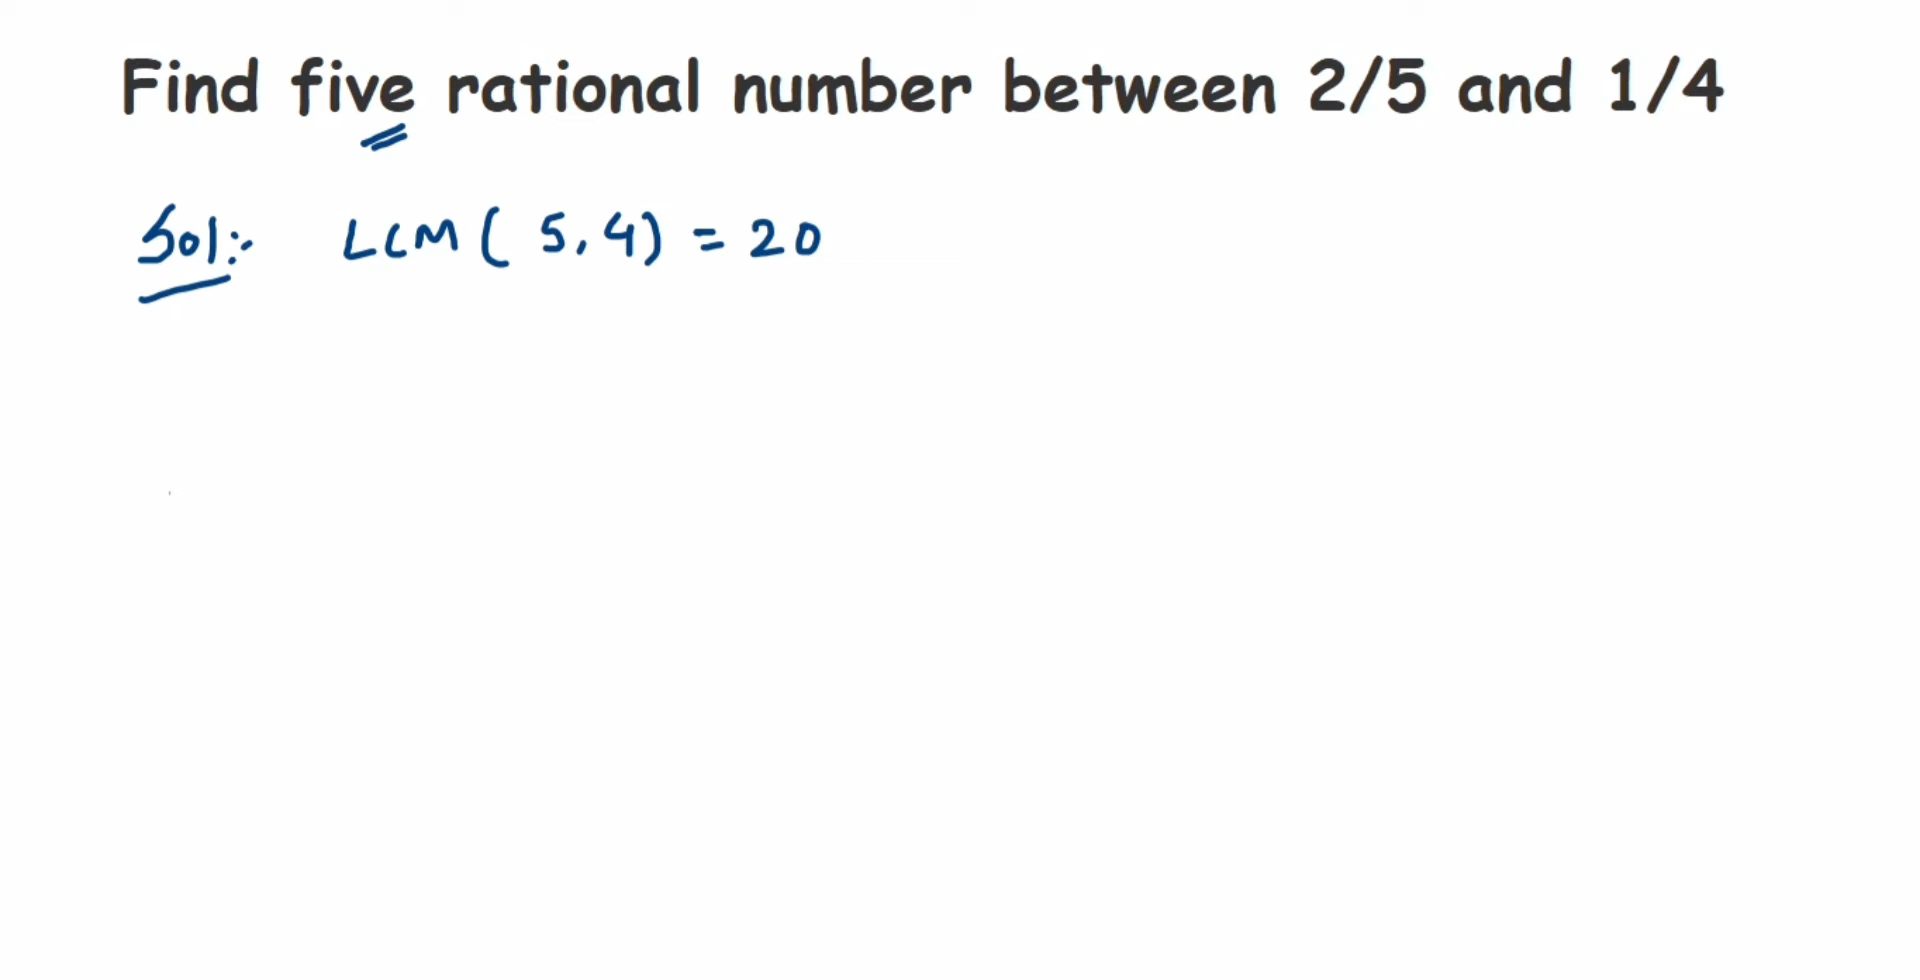 Find five rational number between 2/5 and 1/4
Sol:- LCM ( 5, 4) = 20